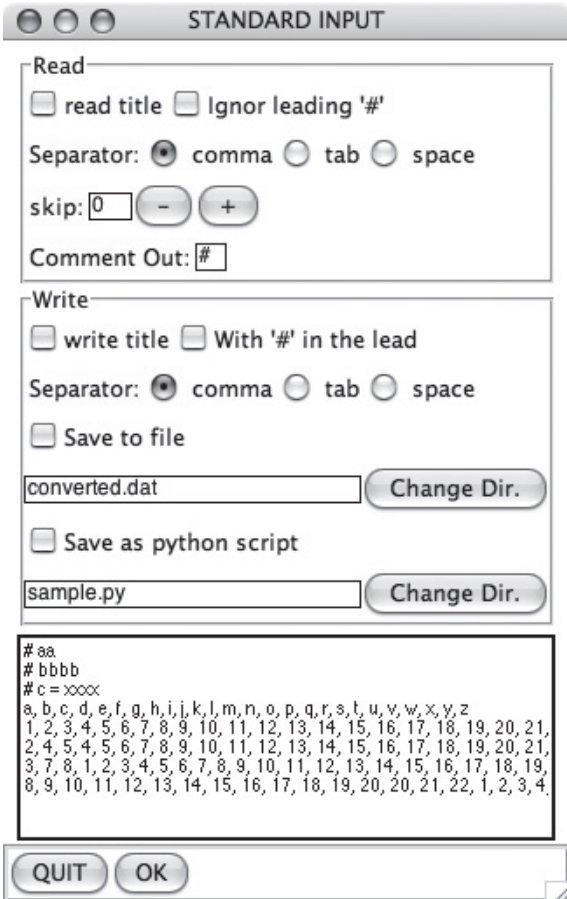 STANDARD INPUT
Read
read title Ignor leading '#'
Separator: comma tab space
skip: 0 - +
Comment Out: #
Write
write title With '#' in the lead
Separator: comma tab space
Save to file
converted.dat Change Dir.
Save as python script
sample.py Change Dir.
# aa
# bbbb
# c = xxxx
a, b, c, d, e, f, g, h, i, j, k, l, m, n, o, p, q, r, s, t, u, v, w, x, y, z
1, 2, 3, 4, 5, 6, 7, 8, 9, 10, 11, 12, 13, 14, 15, 16, 17, 18, 19, 20, 21,
2, 4, 5, 4, 5, 6, 7, 8, 9, 10, 11, 12, 13, 14, 15, 16, 17, 18, 19, 20, 21,
3, 7, 8, 1, 2, 3, 4, 5, 6, 7, 8, 9, 10, 11, 12, 13, 14, 15, 16, 17, 18, 19,
8, 9, 10, 11, 12, 13, 14, 15, 16, 17, 18, 19, 20, 20, 21, 22, 1, 2, 3, 4,
QUIT OK